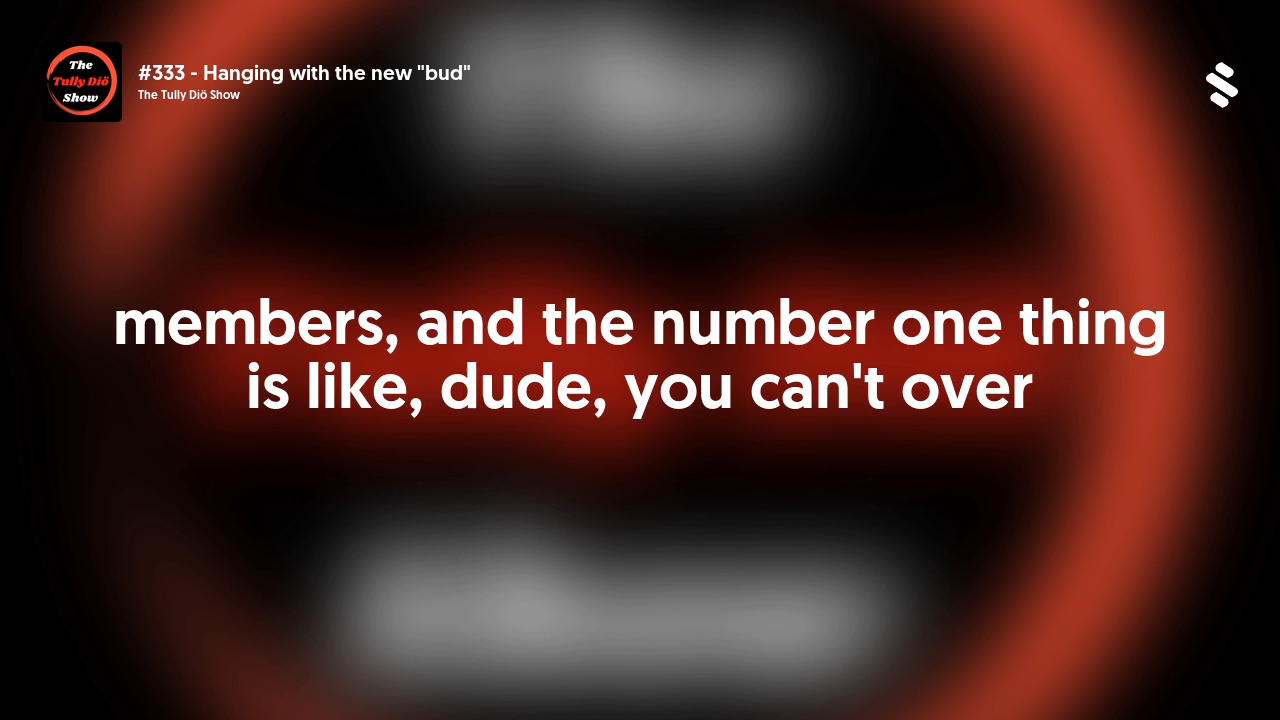 The
Tully Diö
Show
#333 - Hanging with the new "bud"
The Tully Diö Show
members, and the number one thing
is like, dude, you can't over